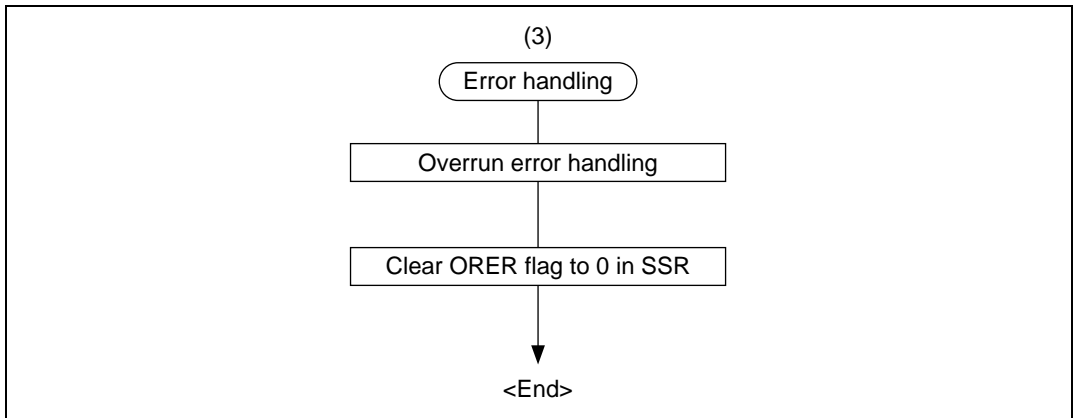 (3)
Error handling
Overrun error handling
Clear ORER flag to 0 in SSR
<End>